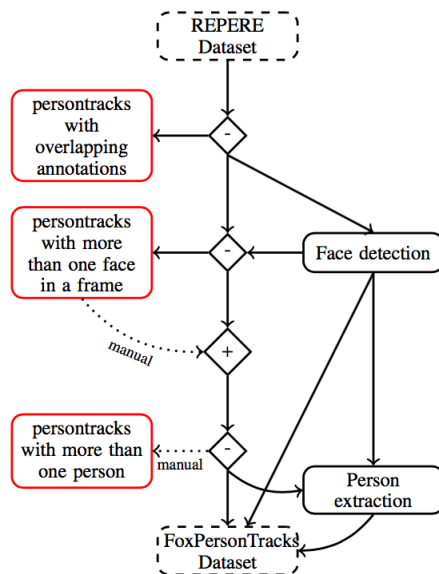 REPERE
Dataset
persontracks
with
overlapping
annotations
-
persontracks
with more
than one face
in a frame
-
Face detection
manual
+
persontracks
with more than
one person
manual
-
Person
extraction
FoxPersonTracks
Dataset